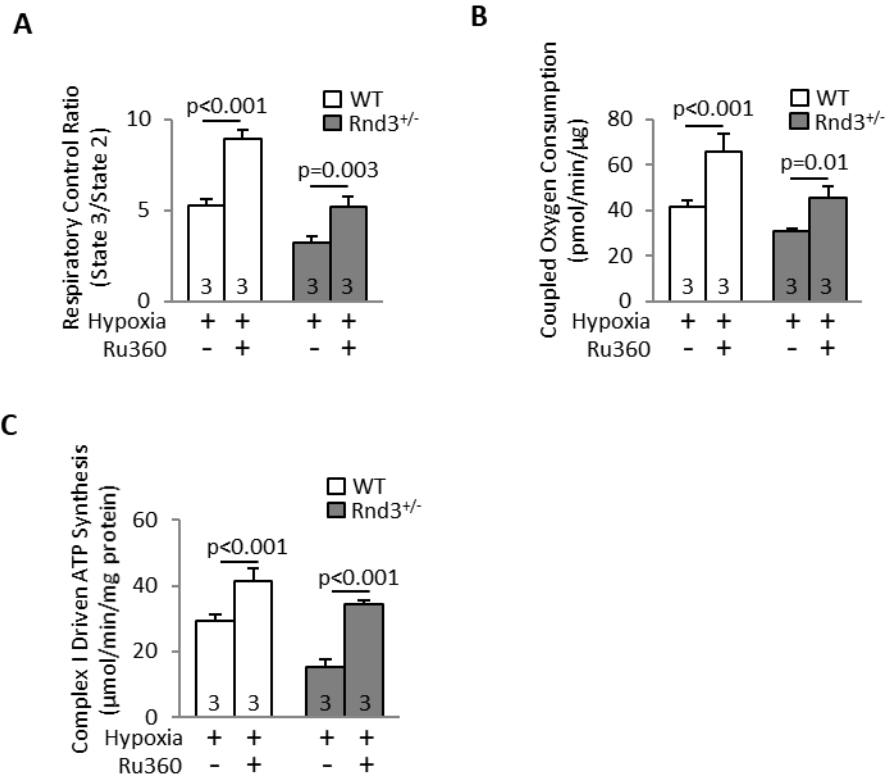 A
WT
Rnd3+/-
p<0.001
p=0.003
Respiratory Control Ratio
(State 3/State 2)
10
5
0
3 3 3 3
Hypoxia + + + +
Ru360 - + - +
B
WT
Rnd3+/-
p<0.001
p=0.01
Coupled Oxygen Consumption
(pmol/min/µg)
80
60
40
20
0
3 3 3 3
Hypoxia + + + +
Ru360 - + - +
C
WT
Rnd3+/-
p<0.001
p<0.001
Complex I Driven ATP Synthesis
(µmol/min/mg protein)
60
40
20
0
3 3 3 3
Hypoxia + + + +
Ru360 - + - +